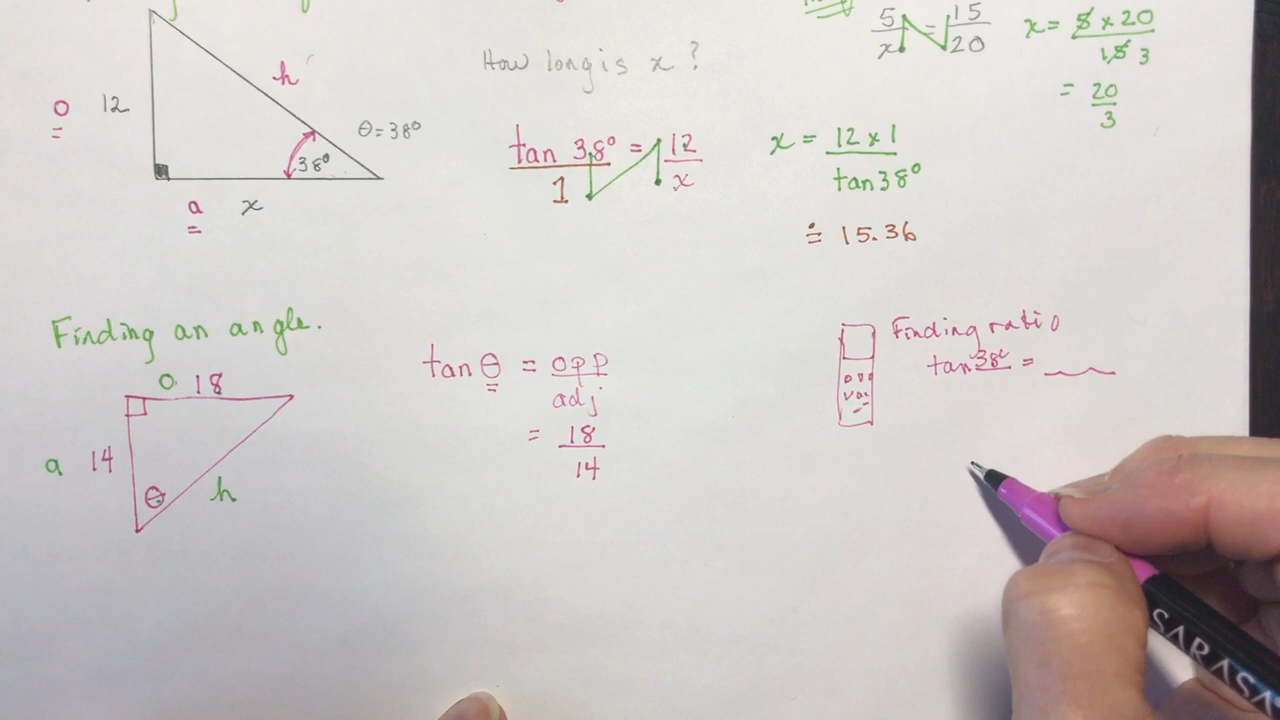 5/x = 15/20
x = 5 × 20 / 15 3
= 20/3
How long is x?
h
o 12
θ = 38°
38°
a x
tan 38°/1 = 12/x
x = 12 × 1 / tan 38°
≐ 15.36
Finding an angle.
o 18
a 14
θ
h
tan θ = opp/adj
= 18/14
Finding ratio
tan 38° = ___
SARASA